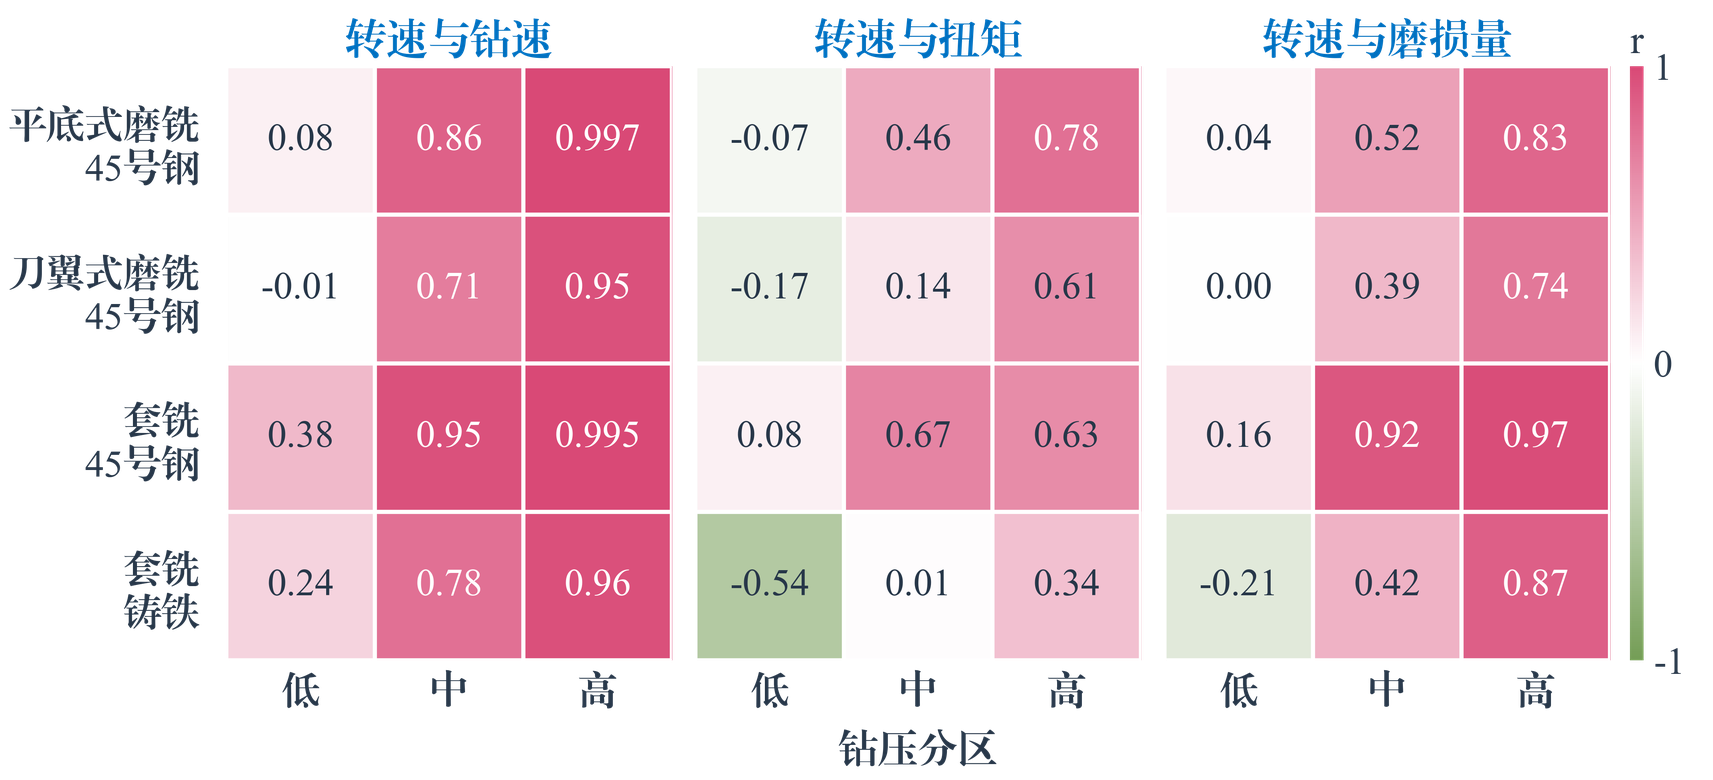 转速与钻速 转速与扭矩 转速与磨损量 r
1
平底式磨铣
45号钢
0.08 0.86 0.997 -0.07 0.46 0.78 0.04 0.52 0.83
刀翼式磨铣
45号钢
-0.01 0.71 0.95 -0.17 0.14 0.61 0.00 0.39 0.74
0
套铣
45号钢
0.38 0.95 0.995 0.08 0.67 0.63 0.16 0.92 0.97
套铣
铸铁
0.24 0.78 0.96 -0.54 0.01 0.34 -0.21 0.42 0.87
-1
低 中 高 低 中 高 低 中 高
钻压分区